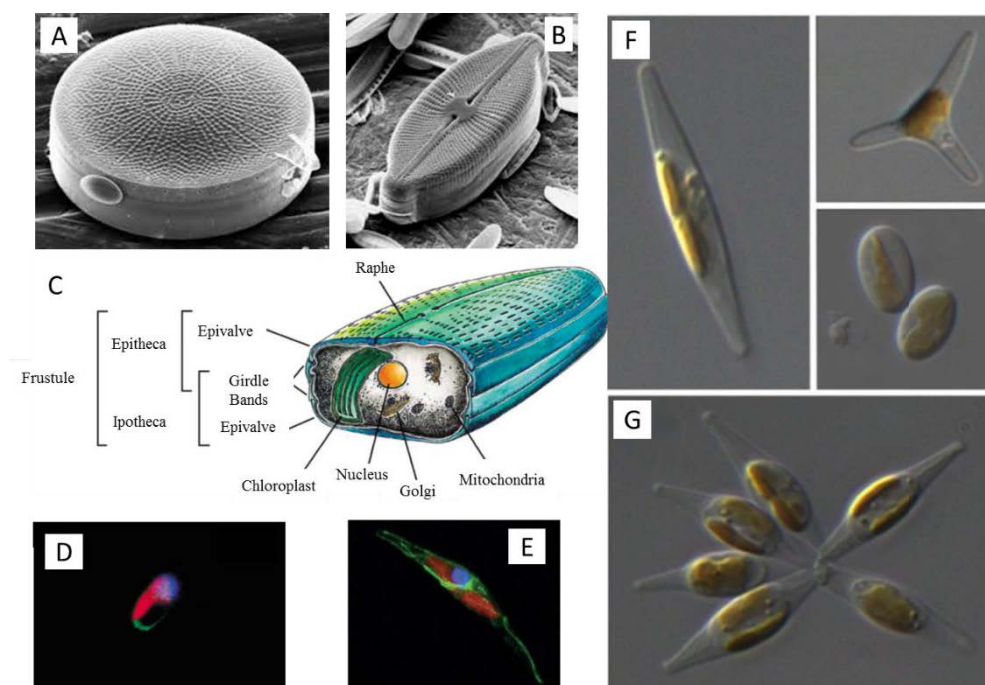 A
B
C
Raphe
Frustule
Epitheca
Epivalve
Girdle
Bands
Ipotheca
Epivalve
Chloroplast
Nucleus
Golgi
Mitochondria
D
E
F
G